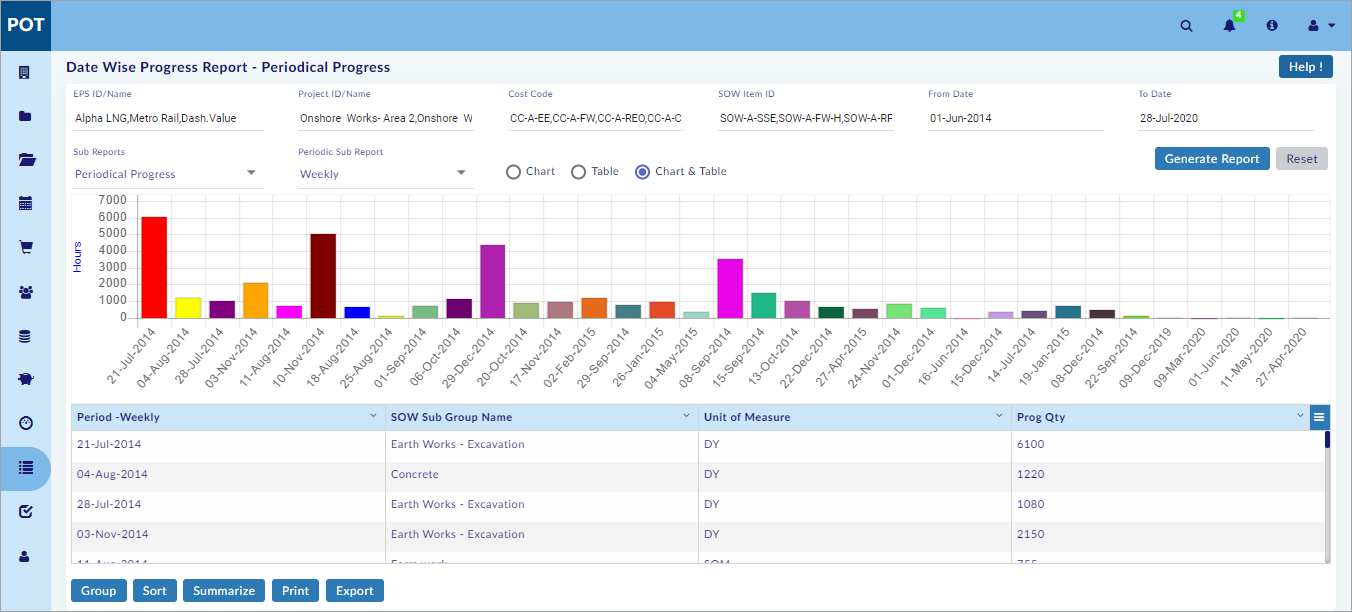 POT
4
Date Wise Progress Report - Periodical Progress
Help !
EPS ID/Name Project ID/Name Cost Code SOW Item ID From Date To Date
Alpha LNG,Metro Rail,Dash.Value Onshore Works- Area 2,Onshore W CC-A-EE,CC-A-FW,CC-A-REO,CC-A-C SOW-A-SSE,SOW-A-FW-H,SOW-A-RF 01-Jun-2014 28-Jul-2020
Sub Reports Periodic Sub Report
Periodical Progress Weekly Chart Table Chart & Table Generate Report Reset
7000
6000
5000
4000
3000
2000
1000
0
Hours
21-Jul-2014 04-Aug-2014 28-Jul-2014 03-Nov-2014 11-Aug-2014 10-Nov-2014 18-Aug-2014 25-Aug-2014 01-Sep-2014 06-Oct-2014 29-Dec-2014 20-Oct-2014 17-Nov-2014 02-Feb-2015 29-Sep-2014 26-Jan-2015 04-May-2015 08-Sep-2014 15-Sep-2014 13-Oct-2014 22-Dec-2014 27-Apr-2015 24-Nov-2014 01-Dec-2014 16-Jun-2014 15-Dec-2014 14-Jul-2014 19-Jan-2015 08-Dec-2014 22-Sep-2014 09-Dec-2019 09-Mar-2020 01-Jun-2020 11-May-2020 27-Apr-2020
Period -Weekly SOW Sub Group Name Unit of Measure Prog Qty
21-Jul-2014 Earth Works - Excavation DY 6100
04-Aug-2014 Concrete DY 1220
28-Jul-2014 Earth Works - Excavation DY 1080
03-Nov-2014 Earth Works - Excavation DY 2150
11-Aug-2014
Group Sort Summarize Print Export